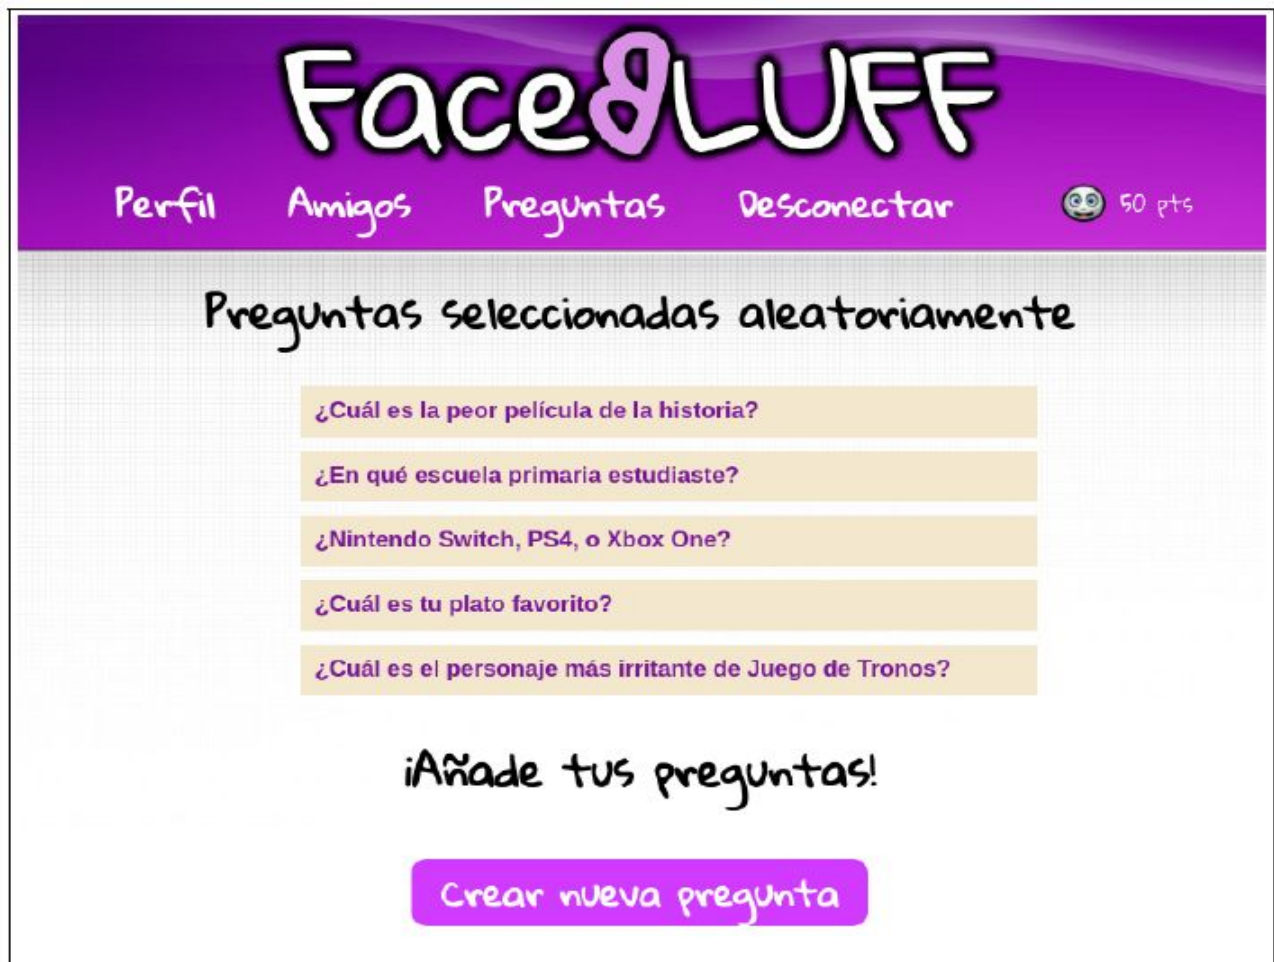 FaceBLUFF
Perfil Amigos Preguntas Desconectar 50 pts
Preguntas seleccionadas aleatoriamente
¿Cuál es la peor película de la historia?
¿En qué escuela primaria estudiaste?
¿Nintendo Switch, PS4, o Xbox One?
¿Cuál es tu plato favorito?
¿Cuál es el personaje más irritante de Juego de Tronos?
¡Añade tus preguntas!
Crear nueva pregunta